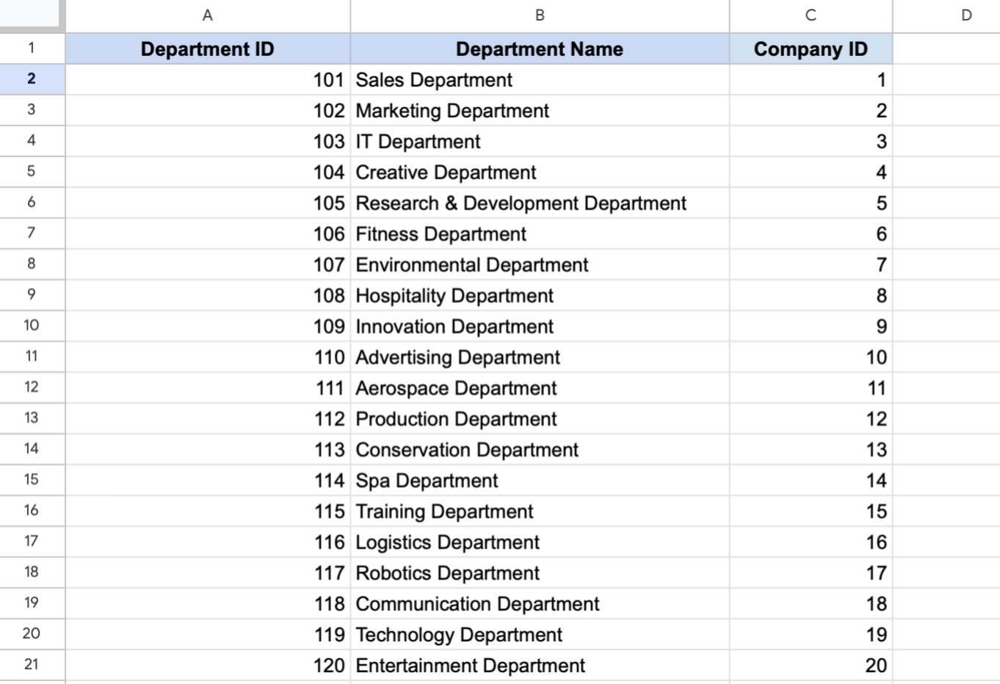 A B C D
1 Department ID Department Name Company ID
2 101 Sales Department 1
3 102 Marketing Department 2
4 103 IT Department 3
5 104 Creative Department 4
6 105 Research & Development Department 5
7 106 Fitness Department 6
8 107 Environmental Department 7
9 108 Hospitality Department 8
10 109 Innovation Department 9
11 110 Advertising Department 10
12 111 Aerospace Department 11
13 112 Production Department 12
14 113 Conservation Department 13
15 114 Spa Department 14
16 115 Training Department 15
17 116 Logistics Department 16
18 117 Robotics Department 17
19 118 Communication Department 18
20 119 Technology Department 19
21 120 Entertainment Department 20